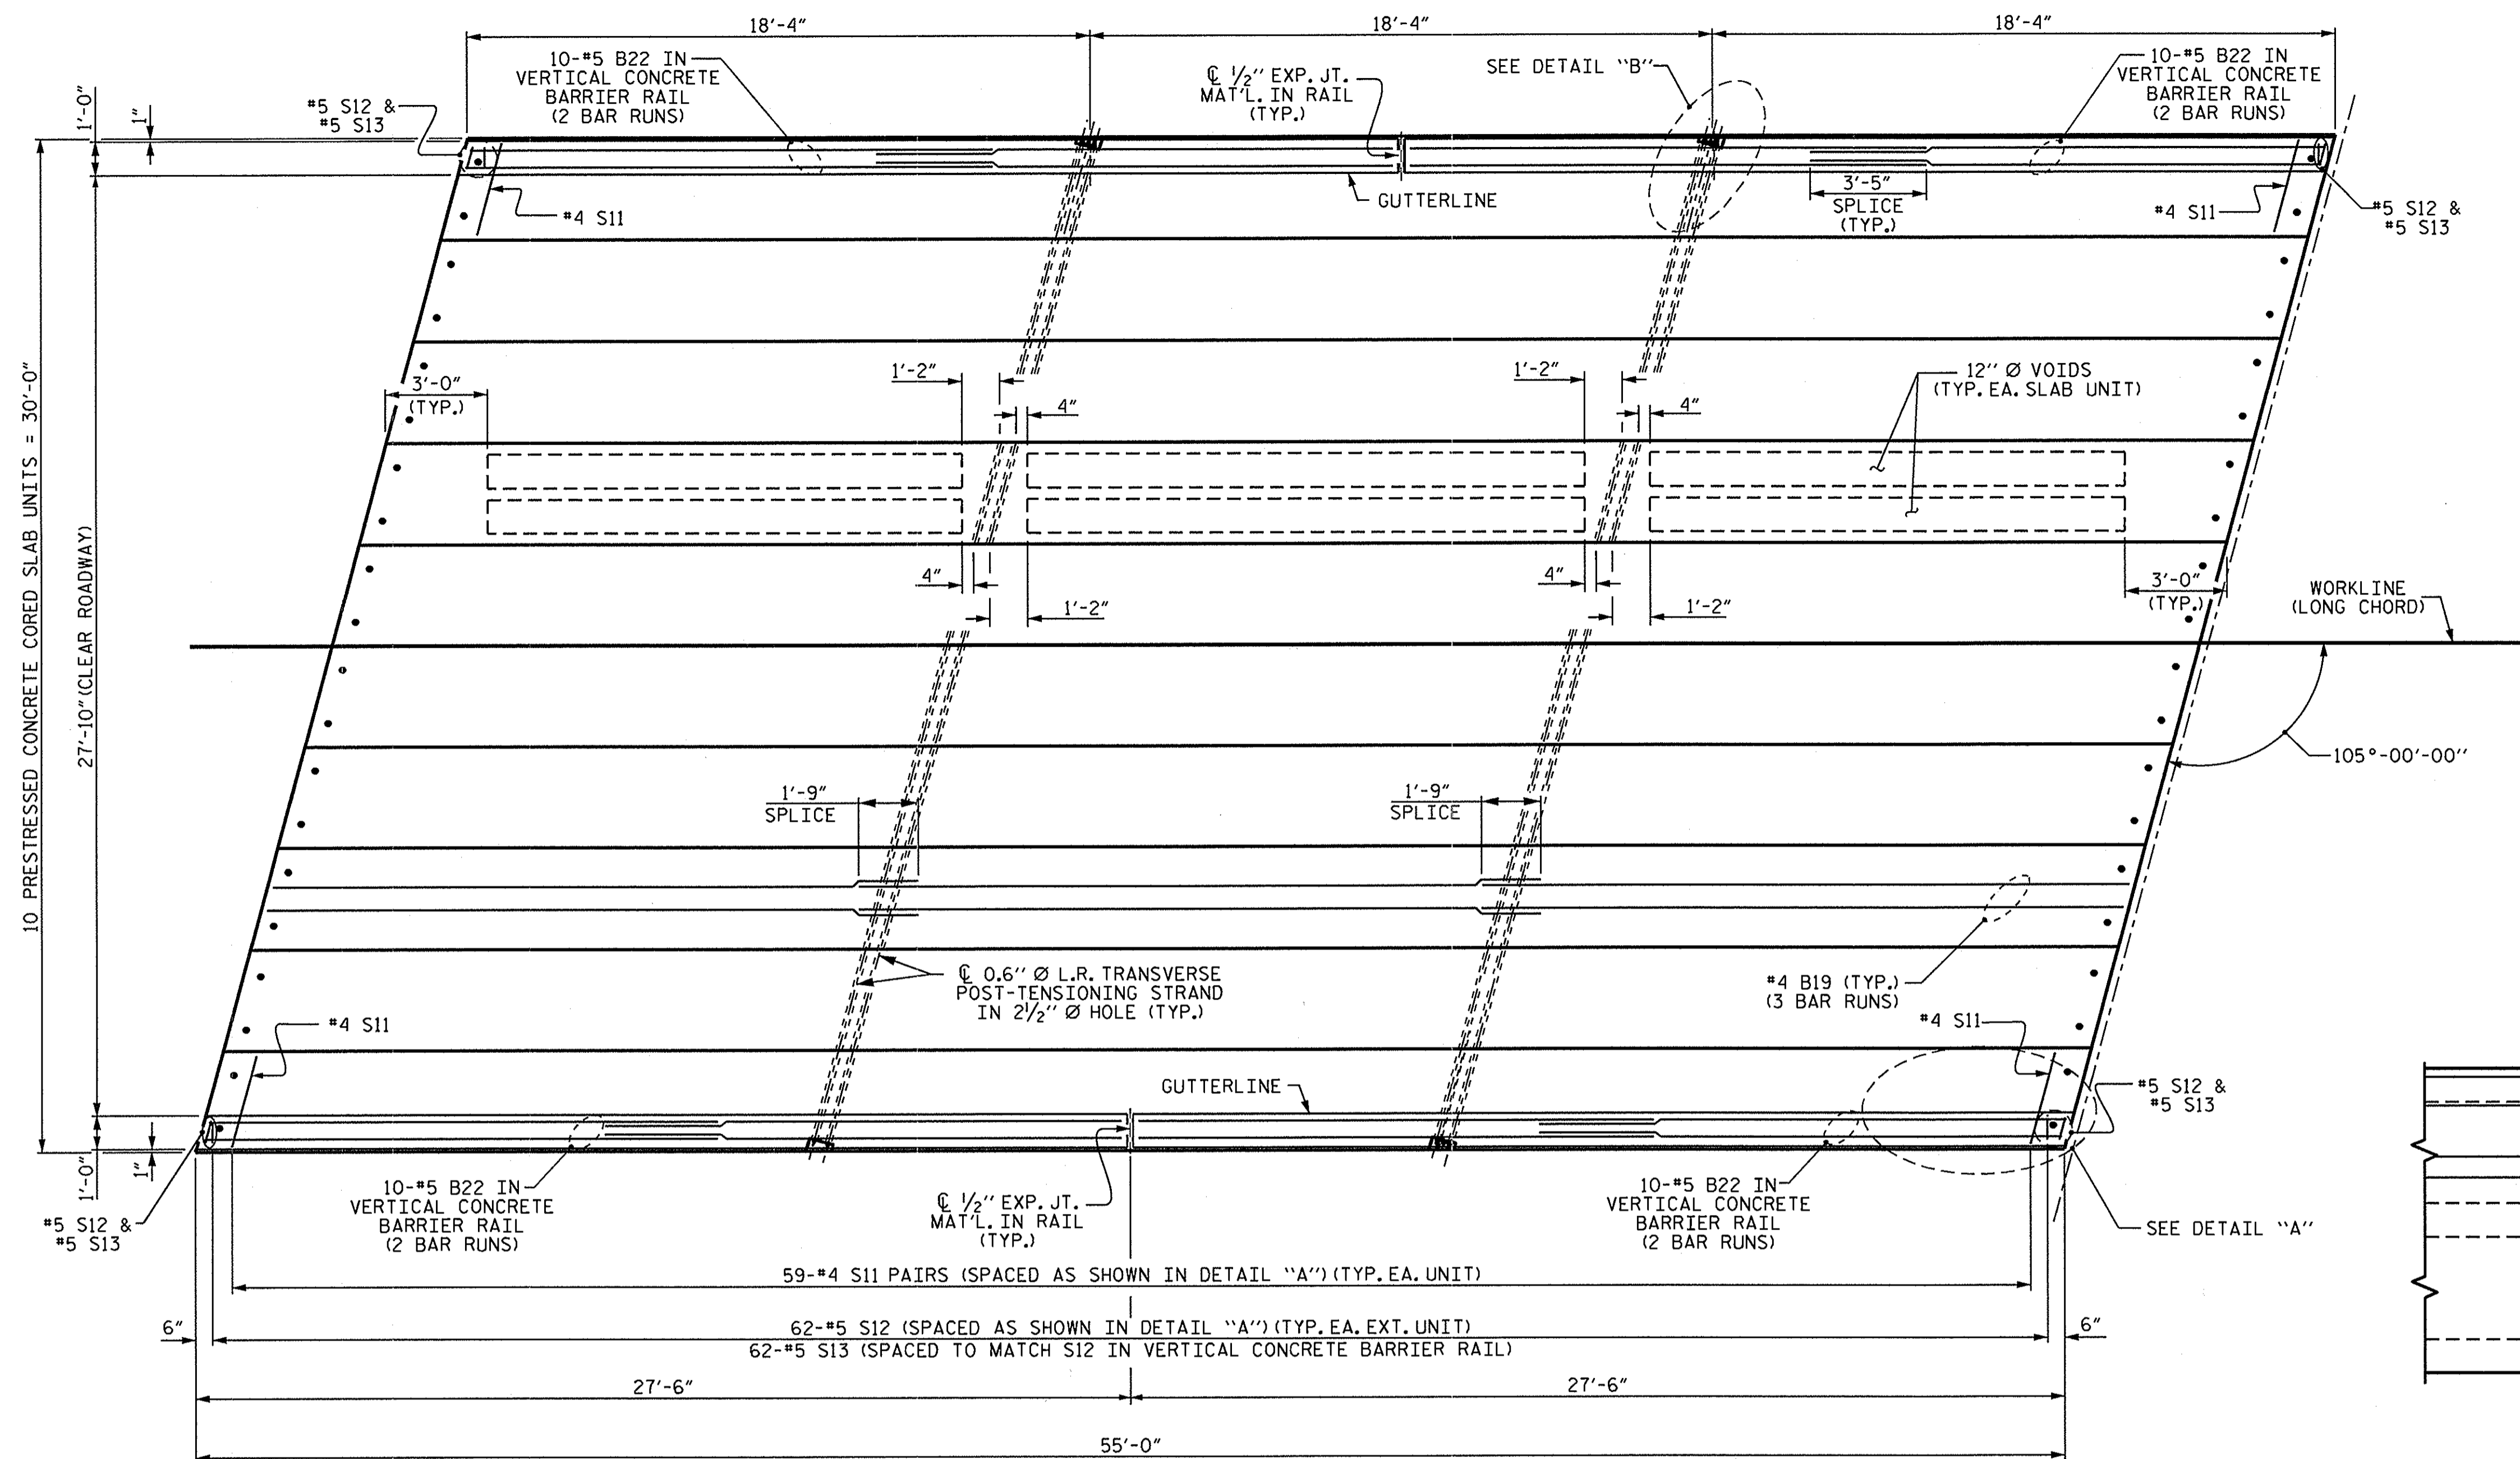 18'-4"
18'-4"
18'-4"
10-#5 B22 IN
VERTICAL CONCRETE
BARRIER RAIL
(2 BAR RUNS)
℄ 1/2" EXP. JT.
MAT'L. IN RAIL
(TYP.)
SEE DETAIL "B"
10-#5 B22 IN
VERTICAL CONCRETE
BARRIER RAIL
(2 BAR RUNS)
1'-0"
1"
#5 S12 &
#5 S13
#4 S11
GUTTERLINE
3'-5"
SPLICE
(TYP.)
#4 S11
#5 S12 &
#5 S13
10 PRESTRESSED CONCRETE CORED SLAB UNITS = 30'-0"
27'-10" (CLEAR ROADWAY)
3'-0"
(TYP.)
1'-2"
4"
1'-2"
4"
12" Ø VOIDS
(TYP. EA. SLAB UNIT)
4"
1'-2"
4"
1'-2"
3'-0"
(TYP.)
WORKLINE
(LONG CHORD)
105°-00'-00"
1'-9"
SPLICE
1'-9"
SPLICE
℄ 0.6" Ø L.R. TRANSVERSE
POST-TENSIONING STRAND
IN 2 1/2" Ø HOLE (TYP.)
#4 B19 (TYP.)
(3 BAR RUNS)
#4 S11
#4 S11
GUTTERLINE
#5 S12 &
#5 S13
1'-0"
1"
#5 S12 &
#5 S13
10-#5 B22 IN
VERTICAL CONCRETE
BARRIER RAIL
(2 BAR RUNS)
℄ 1/2" EXP. JT.
MAT'L. IN RAIL
(TYP.)
10-#5 B22 IN
VERTICAL CONCRETE
BARRIER RAIL
(2 BAR RUNS)
SEE DETAIL "A"
59-#4 S11 PAIRS (SPACED AS SHOWN IN DETAIL "A") (TYP. EA. UNIT)
6"
62-#5 S12 (SPACED AS SHOWN IN DETAIL "A") (TYP. EA. EXT. UNIT)
6"
62-#5 S13 (SPACED TO MATCH S12 IN VERTICAL CONCRETE BARRIER RAIL)
27'-6"
27'-6"
55'-0"